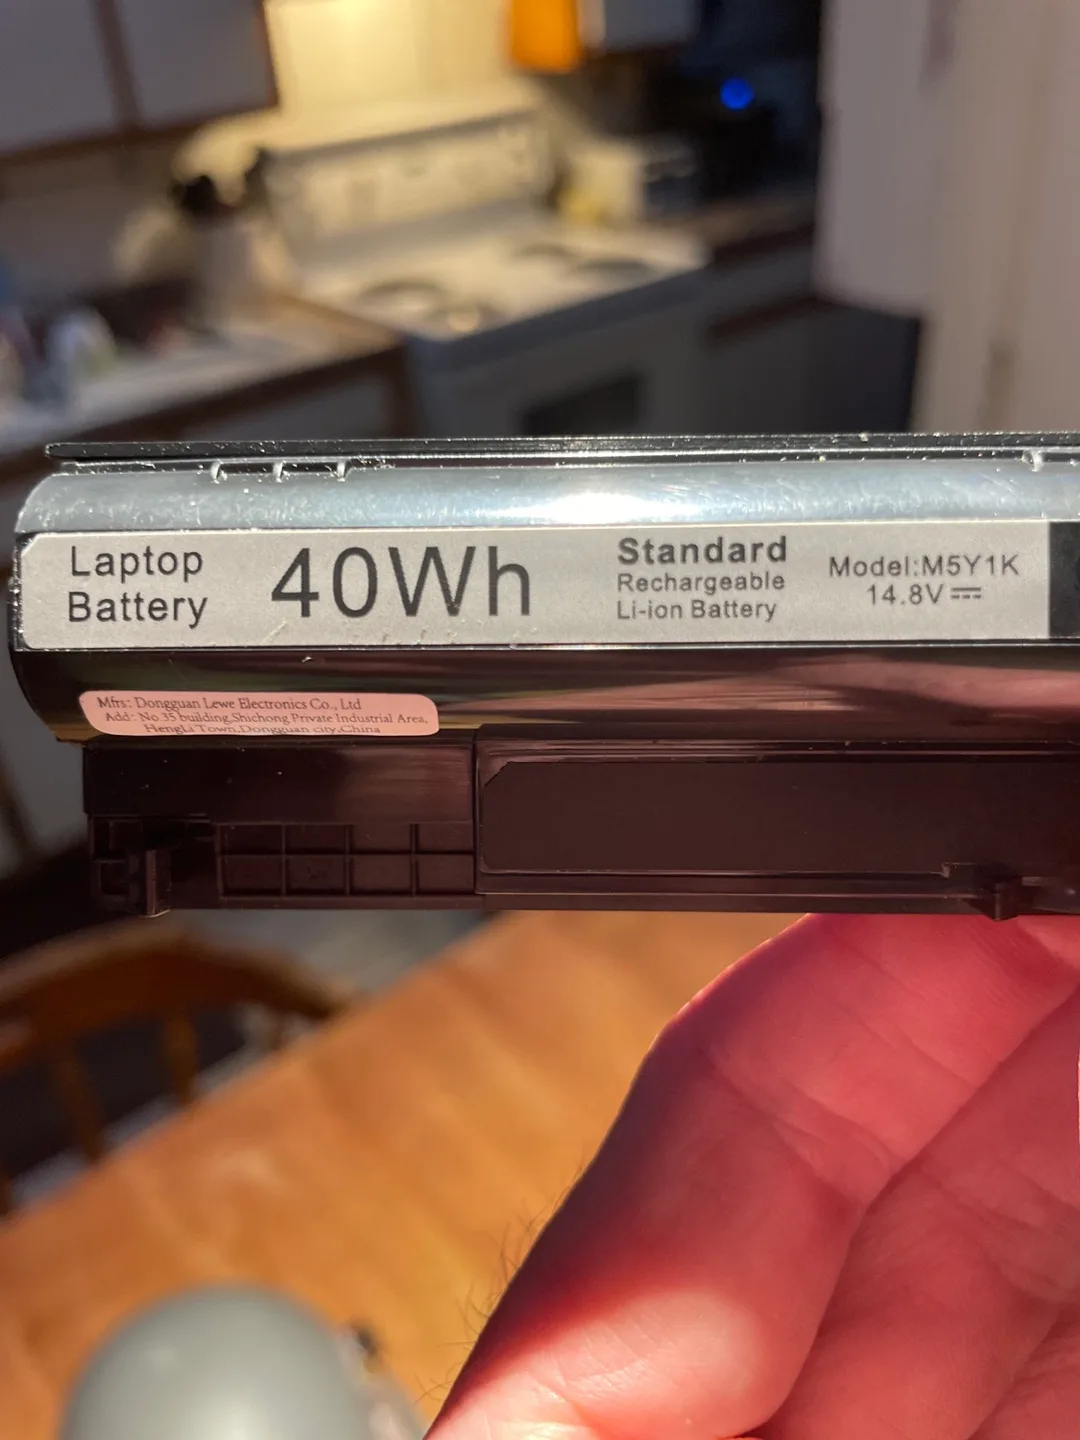 Laptop
Battery
40Wh
Standard
Rechargeable
Li-ion Battery
Model:M5Y1K
14.8V
Mfrs: Dongguan Lewe Electronics Co., Ltd
Add: No 35 building,Shichong Private Industrial Area,
HengLi Town,Dongguan city,China